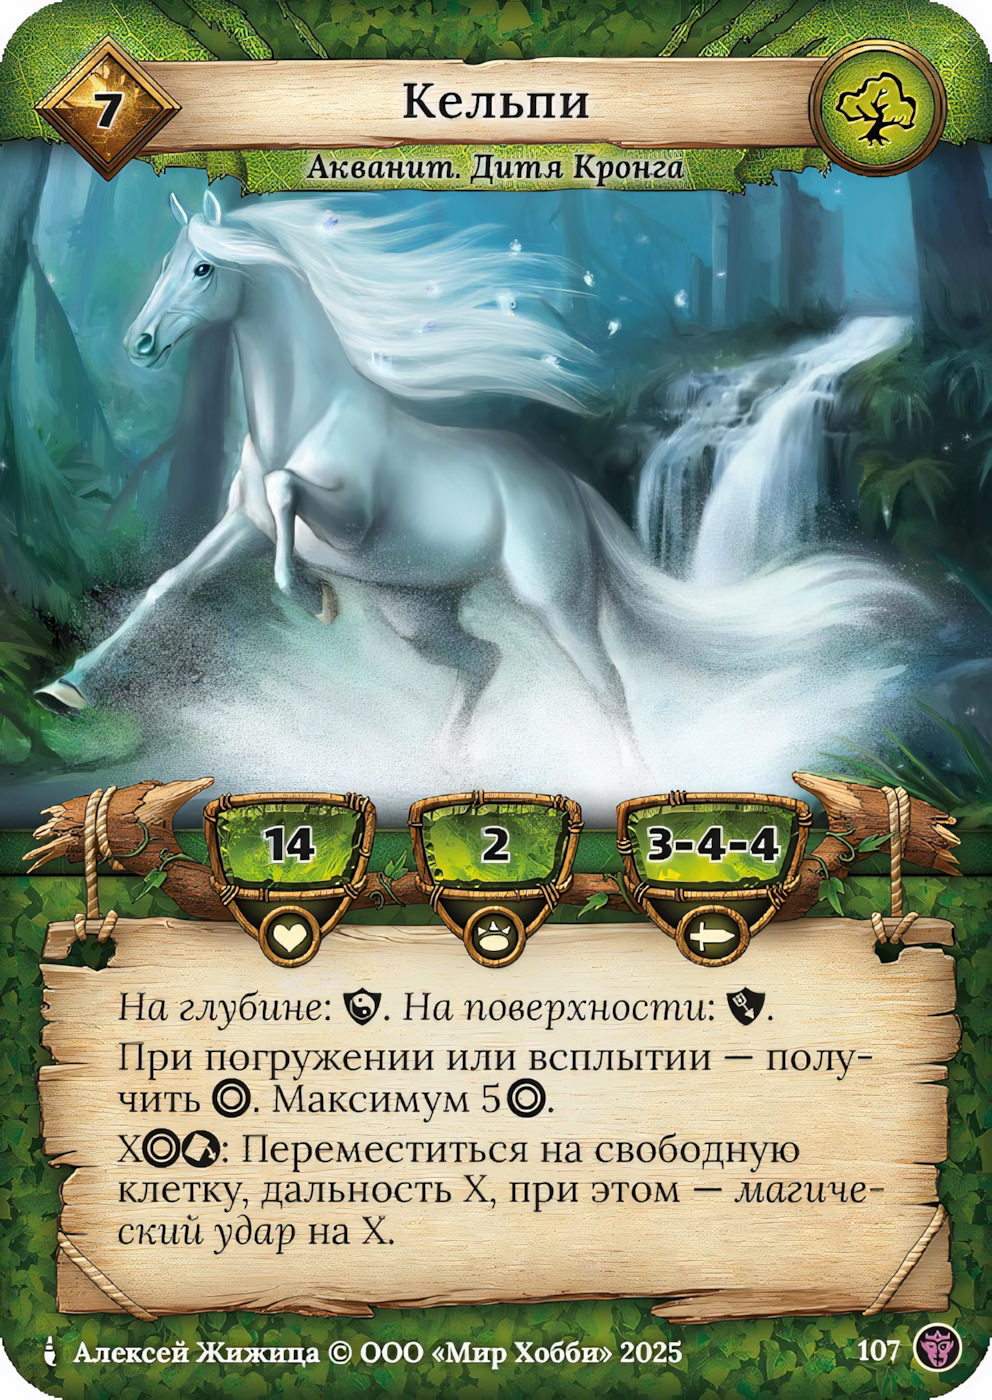 7
Кельпи
Акванит. Дитя Кронга
14
2
3-4-4
На глубине: . На поверхности: .
При погружении или всплытии — полу-
чить . Максимум 5 .
X : Переместиться на свободную
клетку, дальность X, при этом — магиче-
ский удар на X.
Алексей Жижица © ООО «Мир Хобби» 2025
107